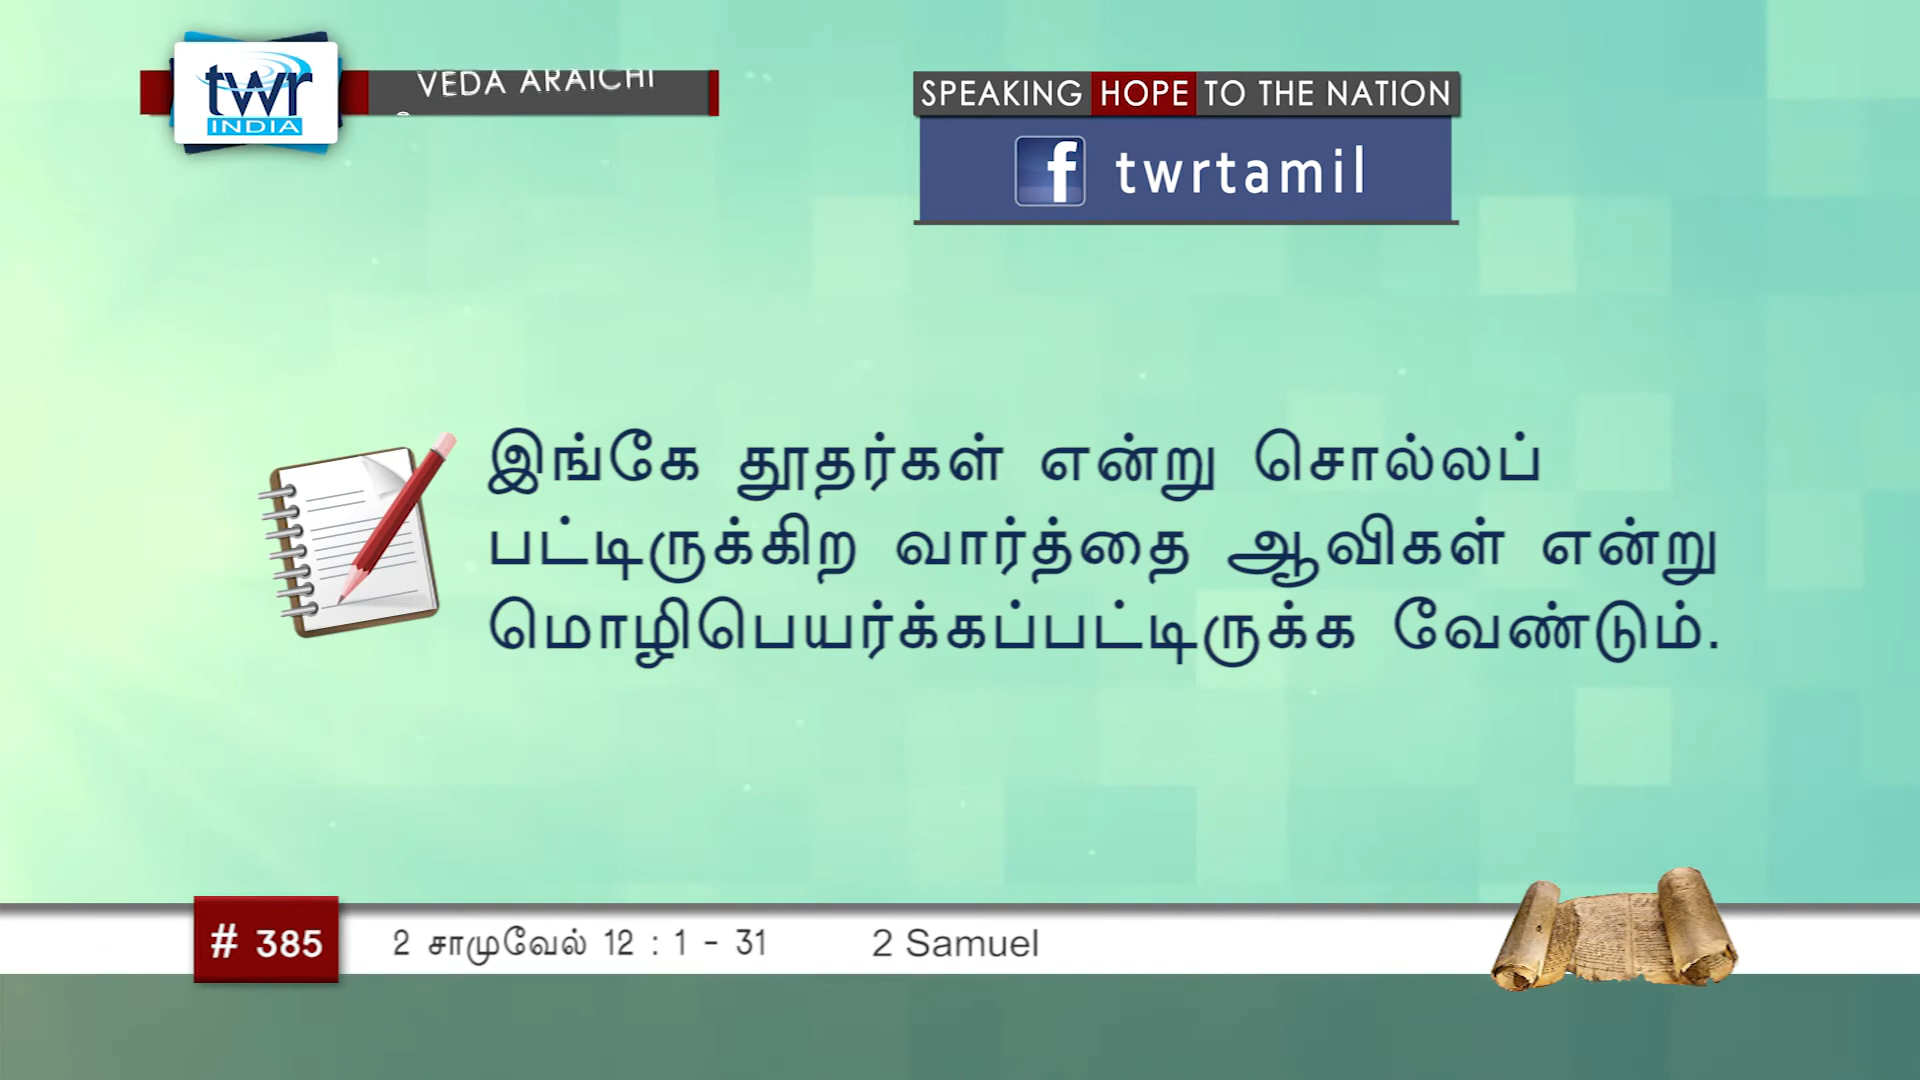 twr
INDIA
VEDA ARAICHI
SPEAKING HOPE TO THE NATION
f twrtamil
இங்கே தூதர்கள் என்று சொல்லப்
பட்டிருக்கிற வார்த்தை ஆவிகள் என்று
மொழிபெயர்க்கப்பட்டிருக்க வேண்டும்.
# 385 2 சாமுவேல் 12 : 1 - 31 2 Samuel